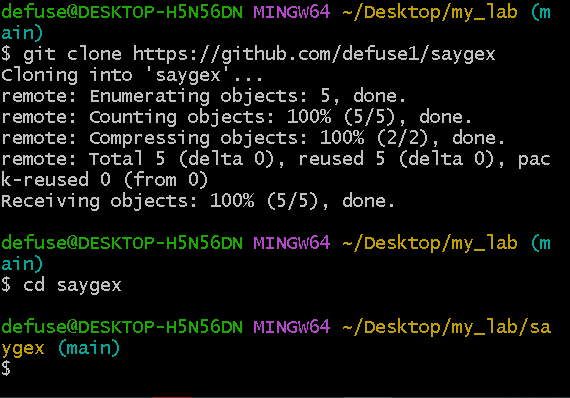 defuse@DESKTOP-H5N56DN MINGW64 ~/Desktop/my_lab (m
ain)
$ git clone https://github.com/defuse1/saygex
Cloning into 'saygex'...
remote: Enumerating objects: 5, done.
remote: Counting objects: 100% (5/5), done.
remote: Compressing objects: 100% (2/2), done.
remote: Total 5 (delta 0), reused 5 (delta 0), pac
k-reused 0 (from 0)
Receiving objects: 100% (5/5), done.
defuse@DESKTOP-H5N56DN MINGW64 ~/Desktop/my_lab (m
ain)
$ cd saygex
defuse@DESKTOP-H5N56DN MINGW64 ~/Desktop/my_lab/sa
ygex (main)
$